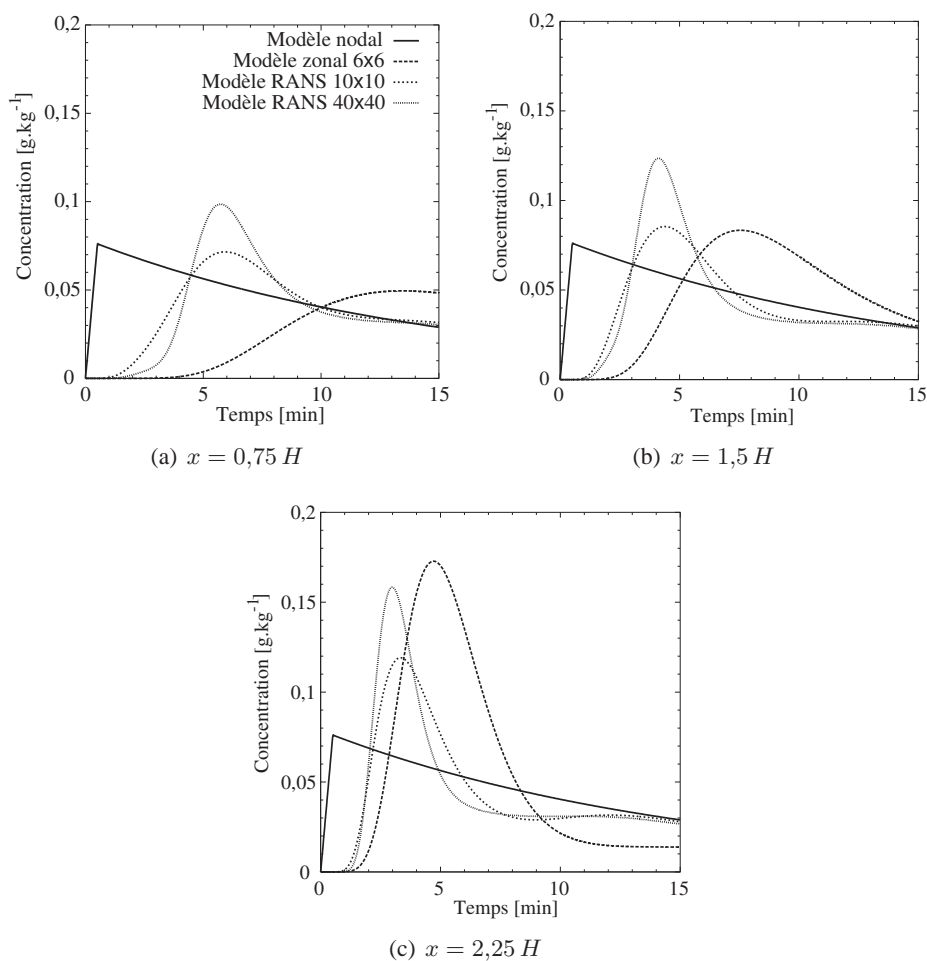 0,2
Modèle nodal
Modèle zonal 6x6
Modèle RANS 10x10
Modèle RANS 40x40
0,15
0,1
0,05
0
Concentration [g.kg-1]
0 5 10 15
Temps [min]
(a) x = 0,75 H
0,2
0,15
0,1
0,05
0
Concentration [g.kg-1]
0 5 10 15
Temps [min]
(b) x = 1,5 H
0,2
0,15
0,1
0,05
0
Concentration [g.kg-1]
0 5 10 15
Temps [min]
(c) x = 2,25 H